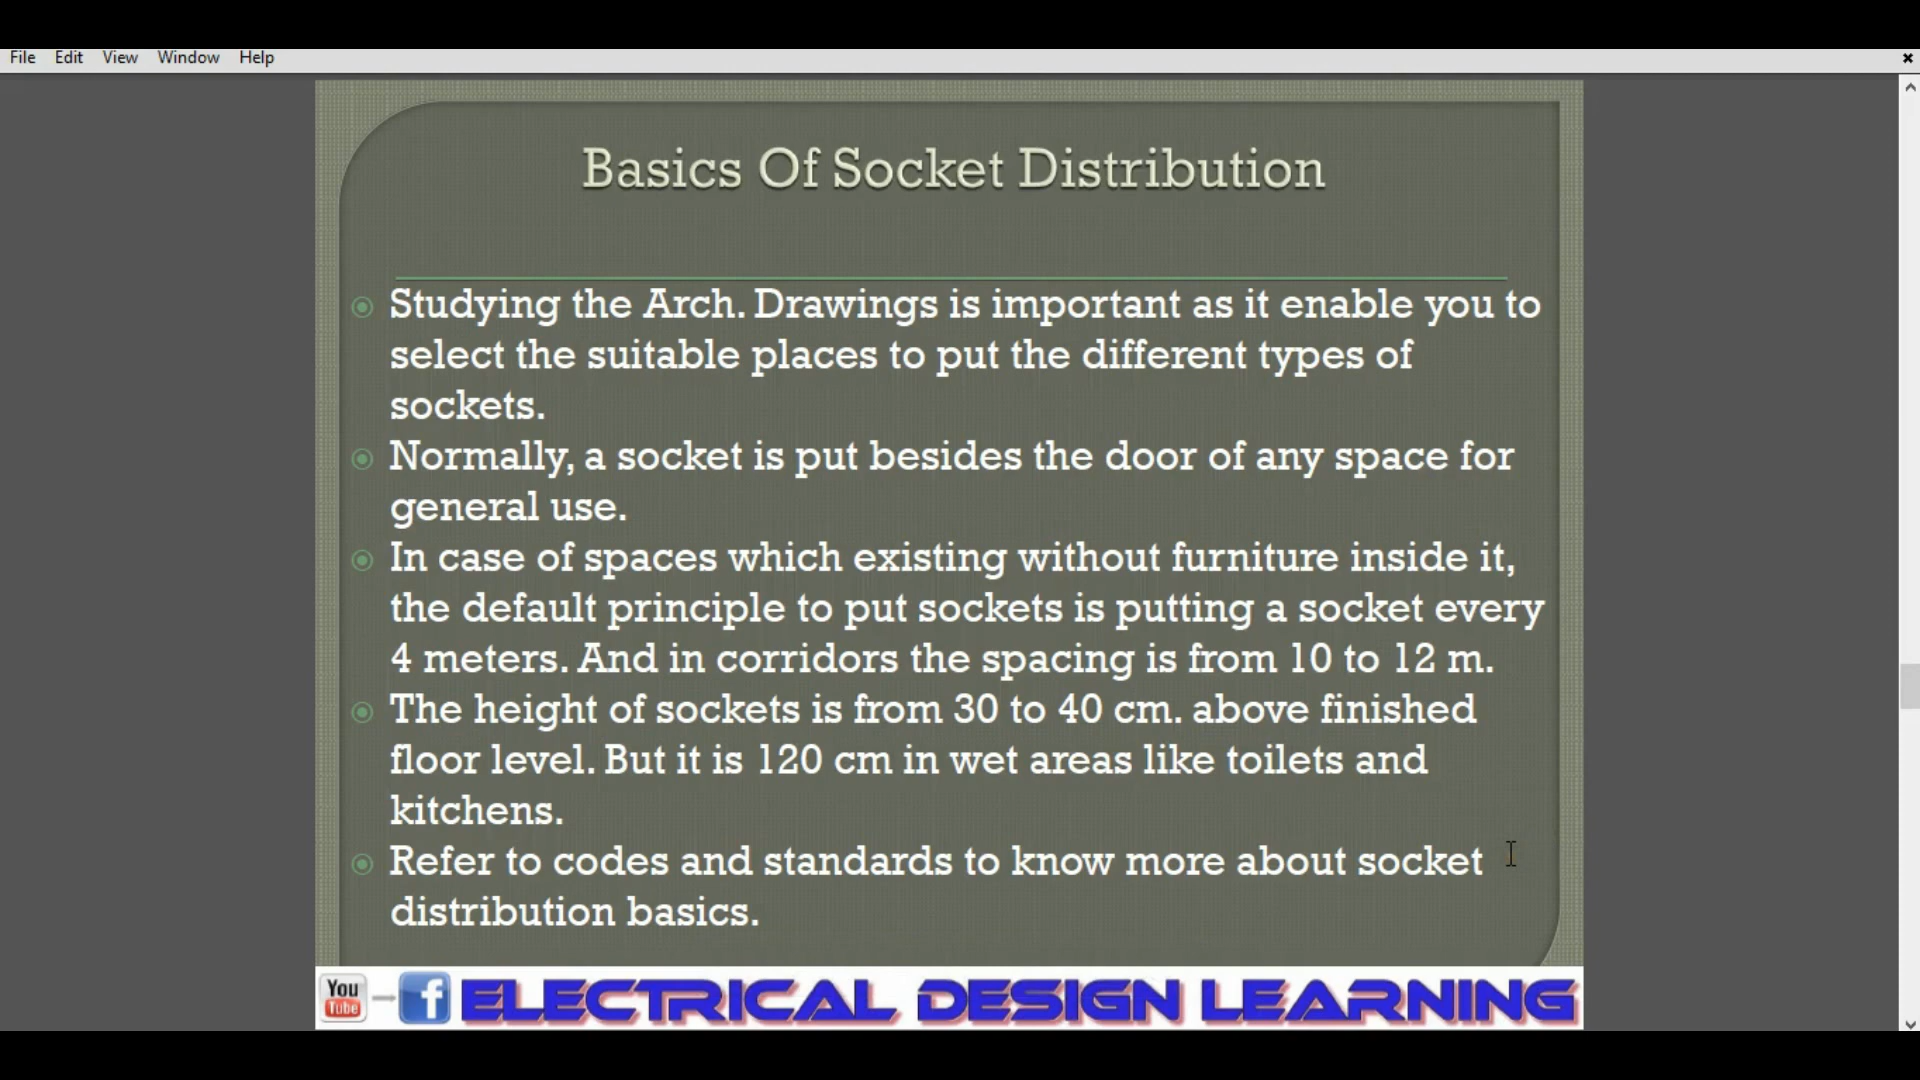 File Edit View Window Help
Basics Of Socket Distribution
Studying the Arch. Drawings is important as it enable you to
select the suitable places to put the different types of
sockets.
Normally, a socket is put besides the door of any space for
general use.
In case of spaces which existing without furniture inside it,
the default principle to put sockets is putting a socket every
4 meters. And in corridors the spacing is from 10 to 12 m.
The height of sockets is from 30 to 40 cm. above finished
floor level. But it is 120 cm in wet areas like toilets and
kitchens.
Refer to codes and standards to know more about socket
distribution basics.
You
Tube
f
ELECTRICAL DESIGN LEARNING